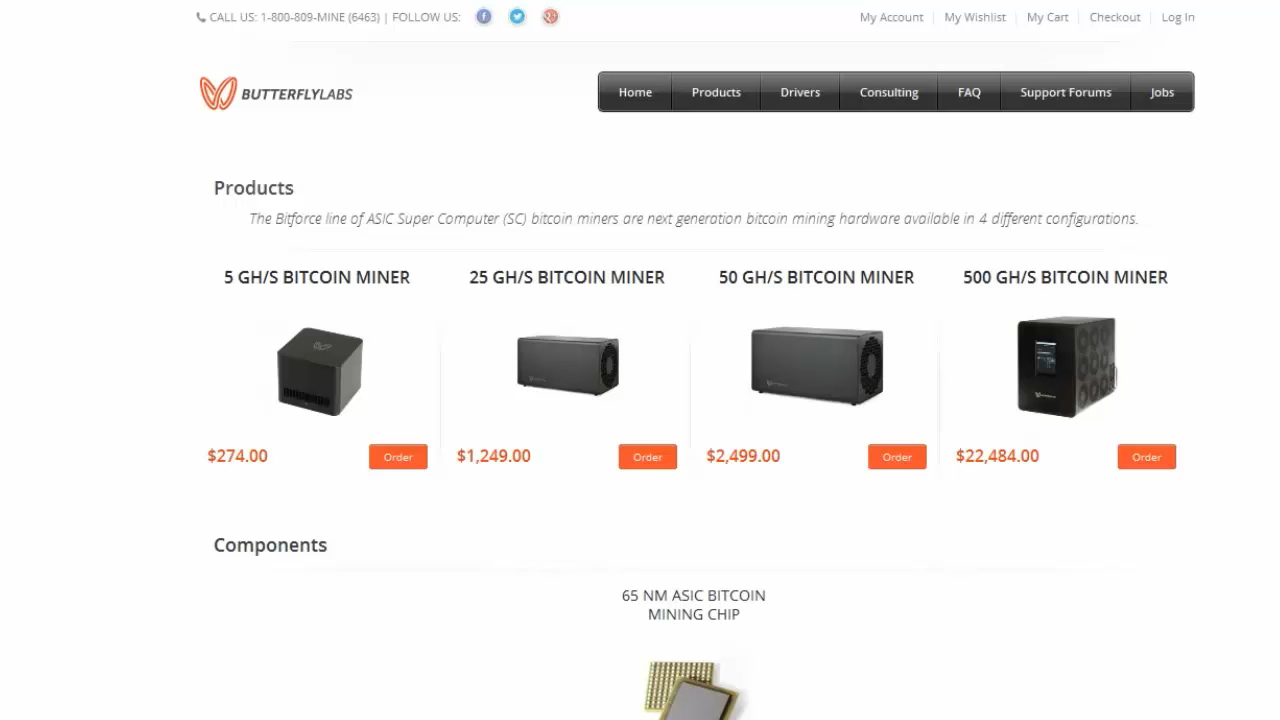 CALL US: 1-800-809-MINE (6463) | FOLLOW US:
My Account
My Wishlist
My Cart
Checkout
Log In
BUTTERFLYLABS
Home
Products
Drivers
Consulting
FAQ
Support Forums
Jobs
Products
The Bitforce line of ASIC Super Computer (SC) bitcoin miners are next generation bitcoin mining hardware available in 4 different configurations.
5 GH/S BITCOIN MINER
25 GH/S BITCOIN MINER
50 GH/S BITCOIN MINER
500 GH/S BITCOIN MINER
$274.00
Order
$1,249.00
Order
$2,499.00
Order
$22,484.00
Order
Components
65 NM ASIC BITCOIN
MINING CHIP